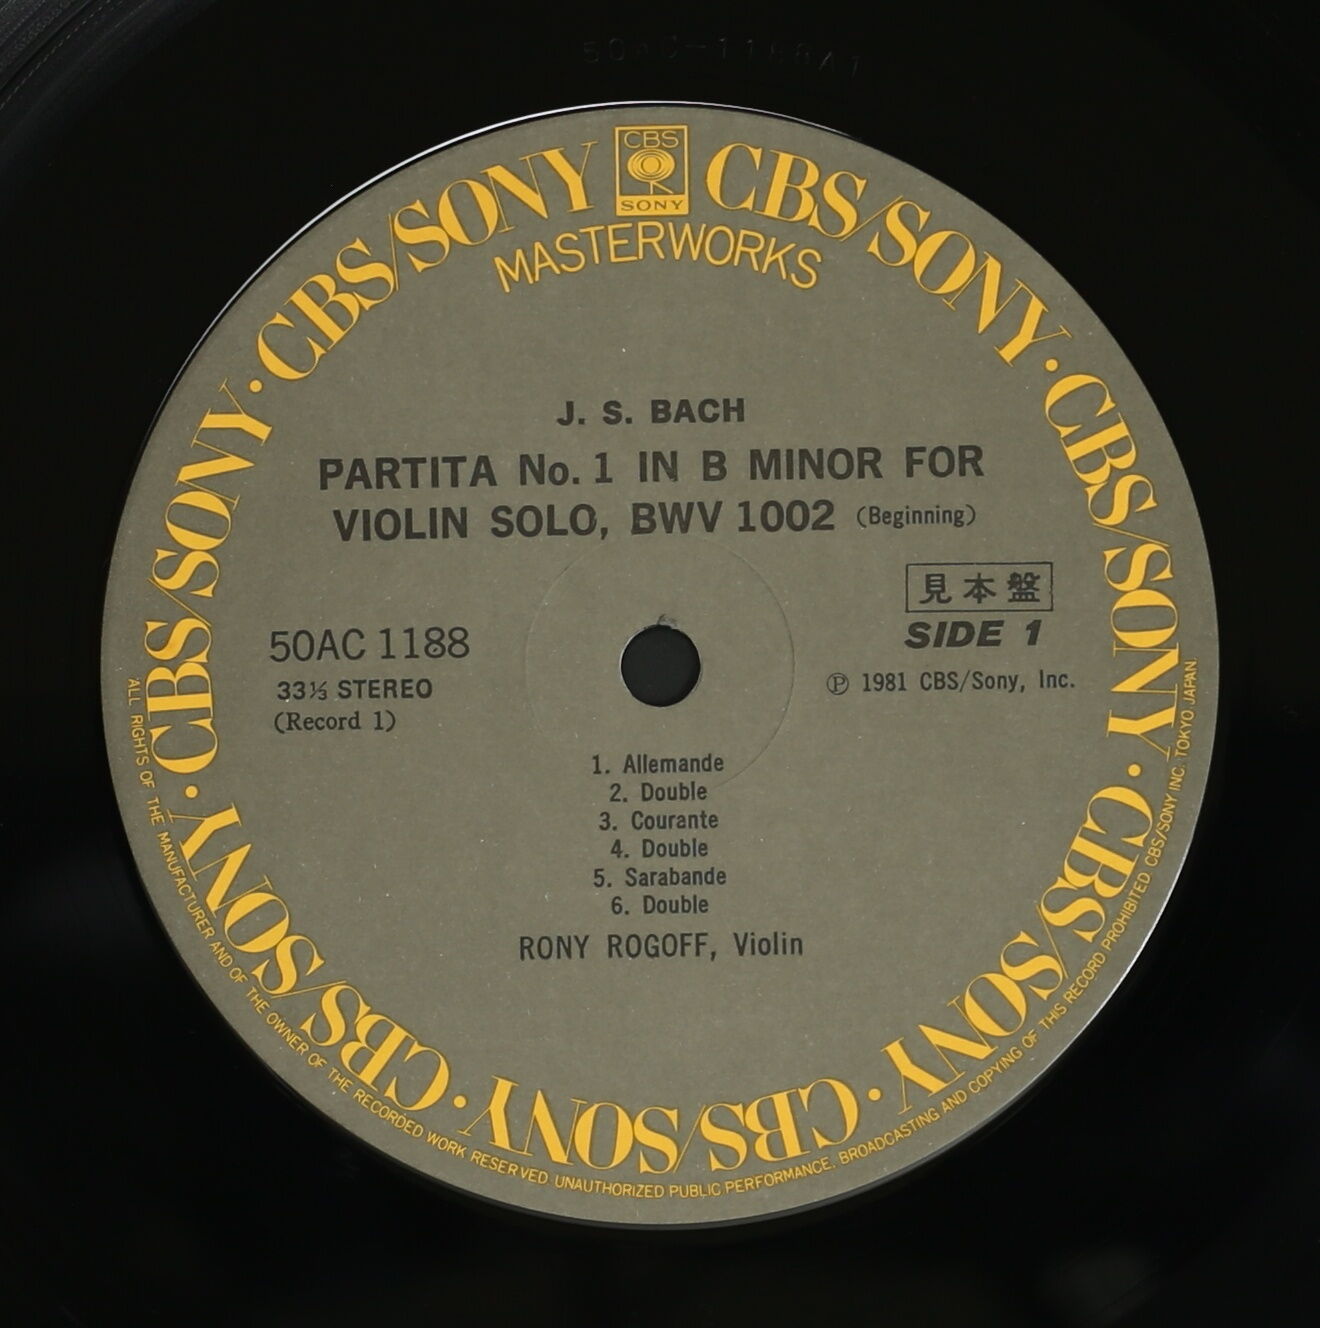 50AC-1188A1
CBS/SONY · CBS/SONY · CBS/SONY · CBS/SONY · CBS/SONY · CBS/SONY · CBS/SONY
CBS
SONY
MASTERWORKS
J. S. BACH
PARTITA No. 1 IN B MINOR FOR
VIOLIN SOLO, BWV 1002 (Beginning)
見本盤
50AC 1188
SIDE 1
33⅓ STEREO
℗ 1981 CBS/Sony, Inc.
(Record 1)
1. Allemande
2. Double
3. Courante
4. Double
5. Sarabande
6. Double
RONY ROGOFF, Violin
ALL RIGHTS OF THE MANUFACTURER AND OF THE OWNER OF THE RECORDED WORK RESERVED UNAUTHORIZED PUBLIC PERFORMANCE, BROADCASTING AND COPYING OF THIS RECORD PROHIBITED CBS/SONY INC. TOKYO JAPAN.